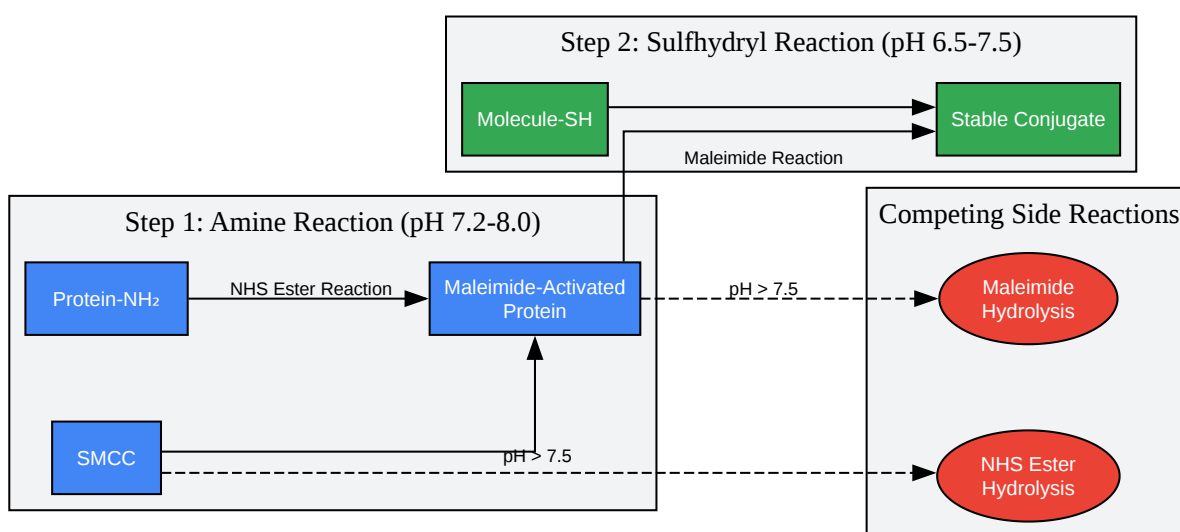 Step 2: Sulfhydryl Reaction (pH 6.5-7.5)
Molecule-SH
Stable Conjugate
Maleimide Reaction
Step 1: Amine Reaction (pH 7.2-8.0)
Protein-NH₂
NHS Ester Reaction
Maleimide-Activated
Protein
SMCC
pH > 7.5
pH > 7.5
Competing Side Reactions
Maleimide
Hydrolysis
NHS Ester
Hydrolysis